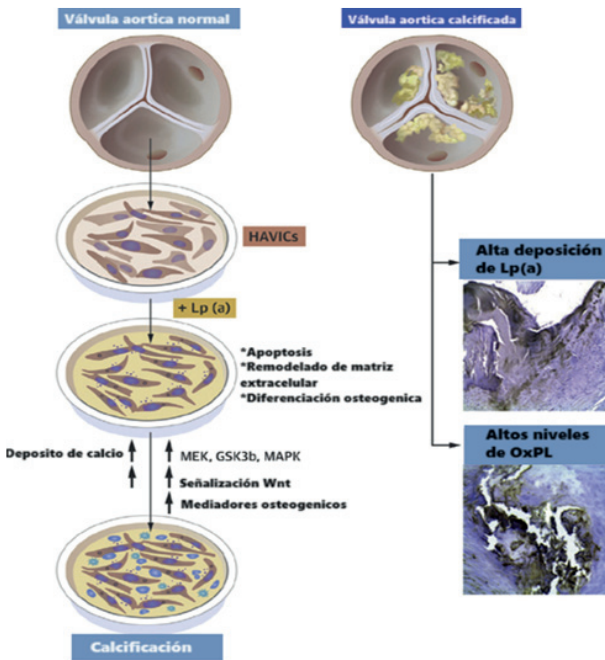 Válvula aortica normal
Válvula aortica calcificada
HAVICs
+ Lp (a)
*Apoptosis
*Remodelado de matriz
extracelular
*Diferenciación osteogenica
Deposito de calcio
MEK, GSK3b, MAPK
Señalización Wnt
Mediadores osteogenicos
Calcificación
Alta deposición
de Lp(a)
Altos niveles
de OxPL